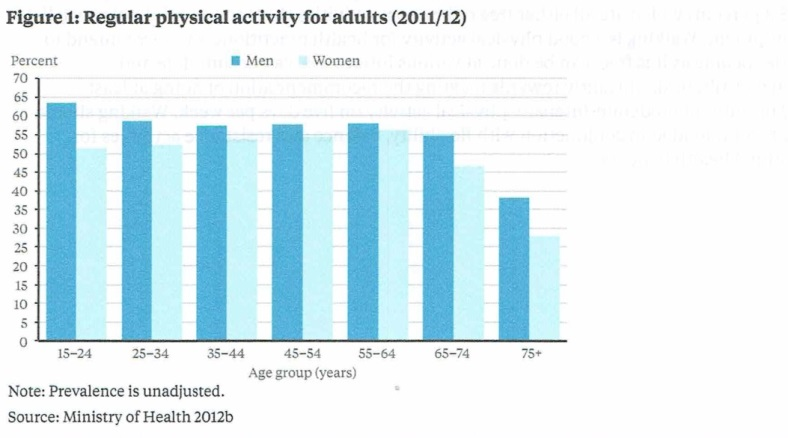 Figure 1: Regular physical activity for adults (2011/12)
Percent
Men Women
70
65
60
55
50
45
40
35
30
25
20
15
10
5
0
15–24 25–34 35–44 45–54 55–64 65–74 75+
Age group (years)
Note: Prevalence is unadjusted.
Source: Ministry of Health 2012b